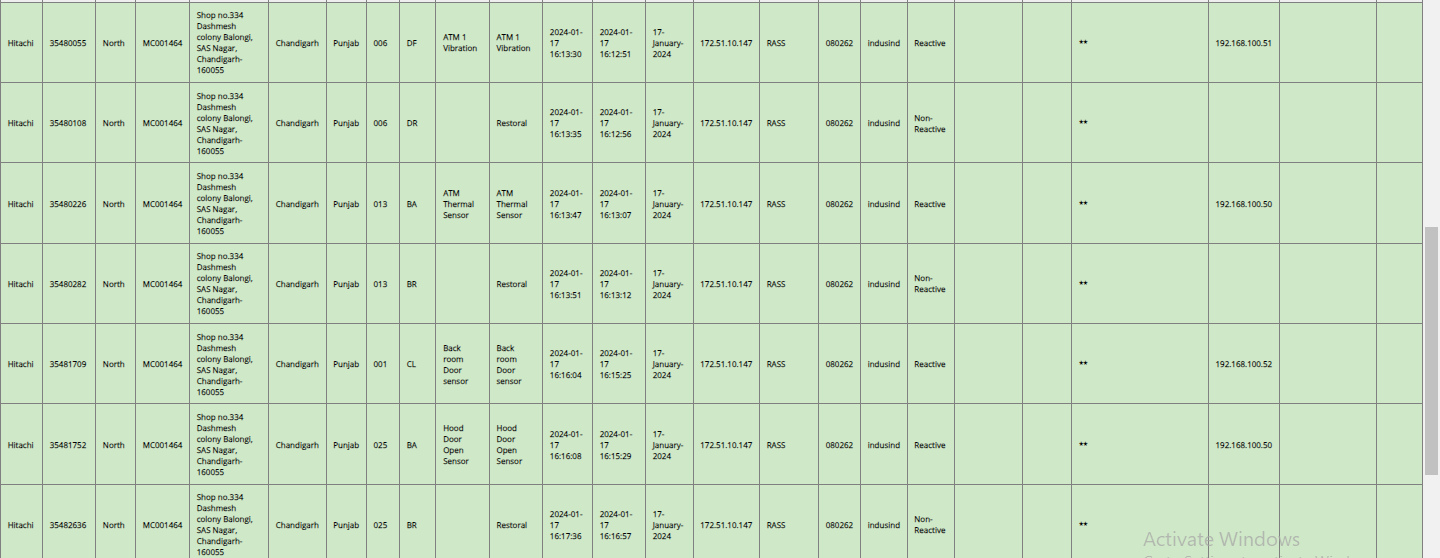 Hitachi 35480055 North MC001464 Shop no.334 Dashmesh colony Balongi, SAS Nagar, Chandigarh-160055 Chandigarh Punjab 006 DF ATM 1 Vibration ATM 1 Vibration 2024-01-17 16:13:30 2024-01-17 16:12:51 17-January-2024 172.51.10.147 RASS 080262 indusind Reactive ** 192.168.100.51
Hitachi 35480108 North MC001464 Shop no.334 Dashmesh colony Balongi, SAS Nagar, Chandigarh-160055 Chandigarh Punjab 006 DR Restoral 2024-01-17 16:13:35 2024-01-17 16:12:56 17-January-2024 172.51.10.147 RASS 080262 indusind Non-Reactive **
Hitachi 35480226 North MC001464 Shop no.334 Dashmesh colony Balongi, SAS Nagar, Chandigarh-160055 Chandigarh Punjab 013 BA ATM Thermal Sensor ATM Thermal Sensor 2024-01-17 16:13:47 2024-01-17 16:13:07 17-January-2024 172.51.10.147 RASS 080262 indusind Reactive ** 192.168.100.50
Hitachi 35480282 North MC001464 Shop no.334 Dashmesh colony Balongi, SAS Nagar, Chandigarh-160055 Chandigarh Punjab 013 BR Restoral 2024-01-17 16:13:51 2024-01-17 16:13:12 17-January-2024 172.51.10.147 RASS 080262 indusind Non-Reactive **
Hitachi 35481709 North MC001464 Shop no.334 Dashmesh colony Balongi, SAS Nagar, Chandigarh-160055 Chandigarh Punjab 001 CL Back room Door sensor Back room Door sensor 2024-01-17 16:16:04 2024-01-17 16:15:25 17-January-2024 172.51.10.147 RASS 080262 indusind Reactive ** 192.168.100.52
Hitachi 35481752 North MC001464 Shop no.334 Dashmesh colony Balongi, SAS Nagar, Chandigarh-160055 Chandigarh Punjab 025 BA Hood Door Open Sensor Hood Door Open Sensor 2024-01-17 16:16:08 2024-01-17 16:15:29 17-January-2024 172.51.10.147 RASS 080262 indusind Reactive ** 192.168.100.50
Hitachi 35482636 North MC001464 Shop no.334 Dashmesh colony Balongi, SAS Nagar, Chandigarh-160055 Chandigarh Punjab 025 BR Restoral 2024-01-17 16:17:36 2024-01-17 16:16:57 17-January-2024 172.51.10.147 RASS 080262 indusind Non-Reactive **
Activate Windows